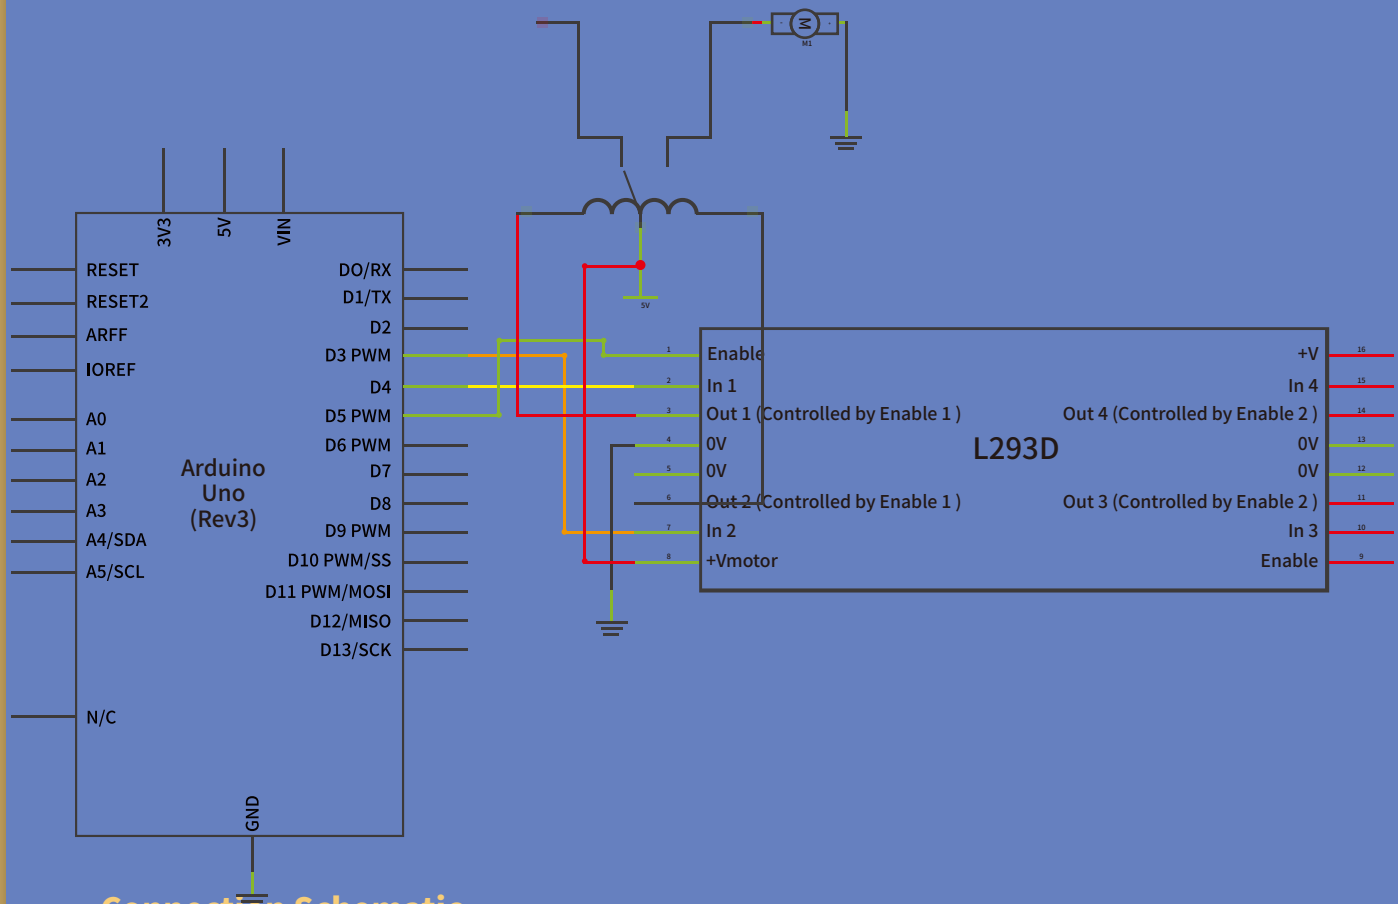 M
M1
3V3
5V
VIN
RESET
RESET2
ARFF
IOREF
A0
A1
A2
A3
A4/SDA
A5/SCL
N/C
Arduino
Uno
(Rev3)
DO/RX
D1/TX
D2
D3 PWM
D4
D5 PWM
D6 PWM
D7
D8
D9 PWM
D10 PWM/SS
D11 PWM/MOSI
D12/MISO
D13/SCK
GND
5V
1 Enable
2 In 1
3 Out 1 (Controlled by Enable 1 )
4 0V
5 0V
6 Out 2 (Controlled by Enable 1 )
7 In 2
8 +Vmotor
L293D
+V 16
In 4 15
Out 4 (Controlled by Enable 2 ) 14
0V 13
0V 12
Out 3 (Controlled by Enable 2 ) 11
In 3 10
Enable 9
Connection Schematic